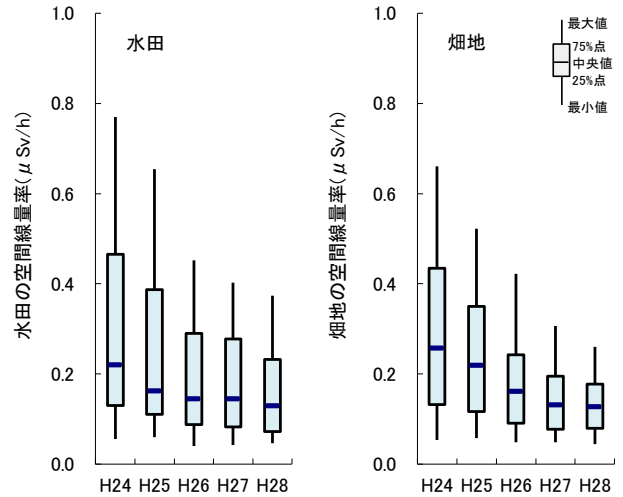 水田
水田の空間線量率(μSv/h)
1.0
0.8
0.6
0.4
0.2
0.0
H24 H25 H26 H27 H28
畑地
畑地の空間線量率(μSv/h)
1.0
0.8
0.6
0.4
0.2
0.0
H24 H25 H26 H27 H28
最大値
75%点
中央値
25%点
最小値